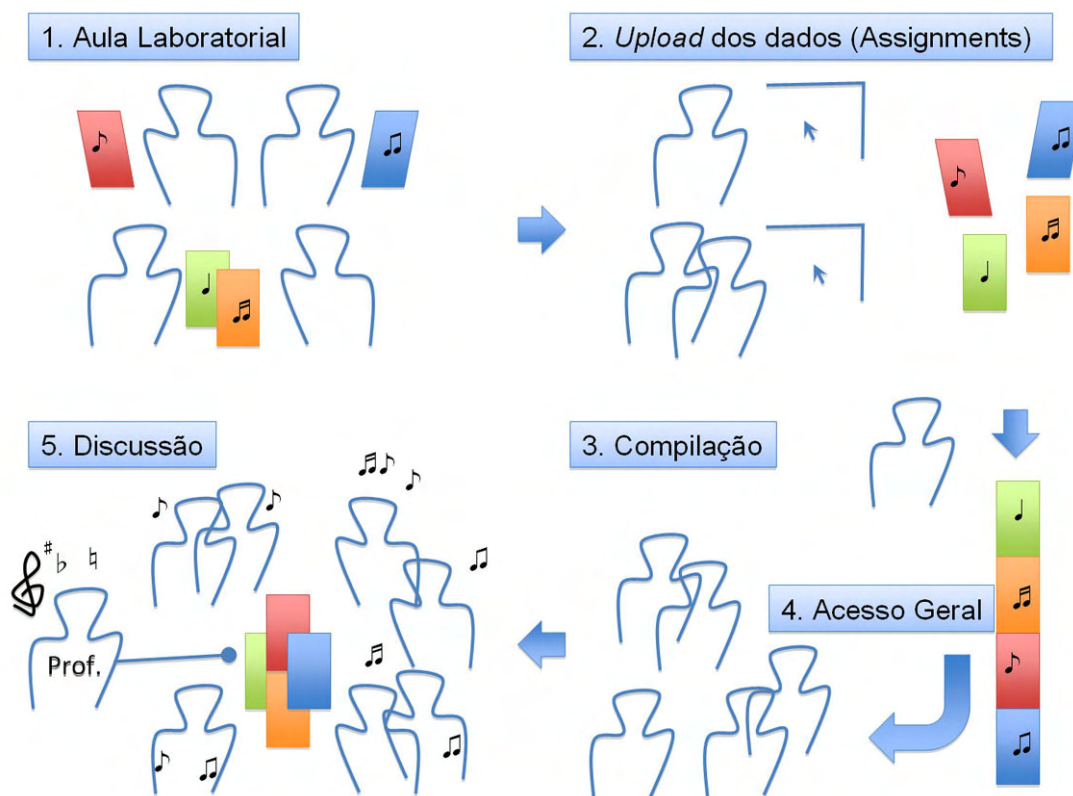 1. Aula Laboratorial
2. Upload dos dados (Assignments)
5. Discussão
3. Compilação
4. Acesso Geral
Prof.